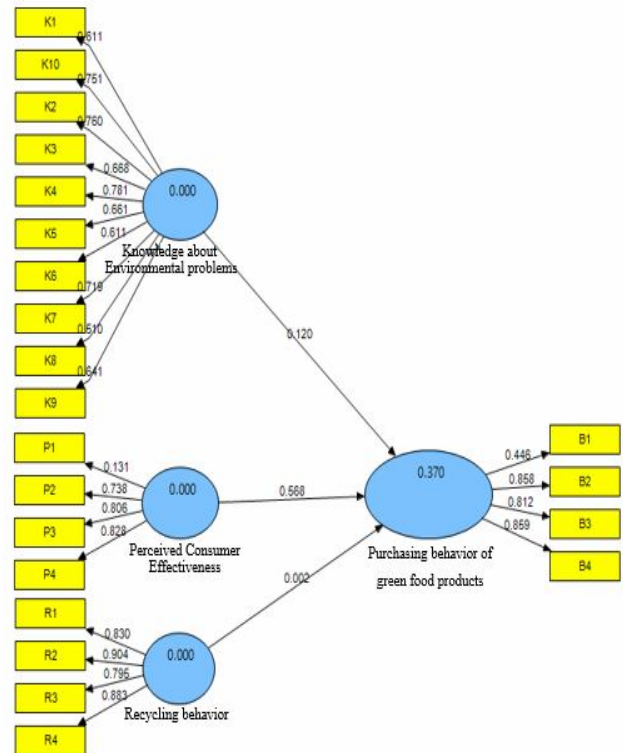 K1
0.611
K10
0.751
K2
0.760
K3
0.668
K4
0.781
K5
0.661
K6
0.611
K7
0.719
K8
0.510
K9
0.641
0.000
Knowledge about
Environmental problems
0.120
P1
0.131
P2
0.738
P3
0.806
P4
0.828
0.000
Perceived Consumer
Effectiveness
0.568
R1
0.830
R2
0.904
R3
0.795
R4
0.883
0.000
Recycling behavior
0.002
0.370
Purchasing behavior of
green food products
B1
0.446
B2
0.858
B3
0.812
B4
0.859